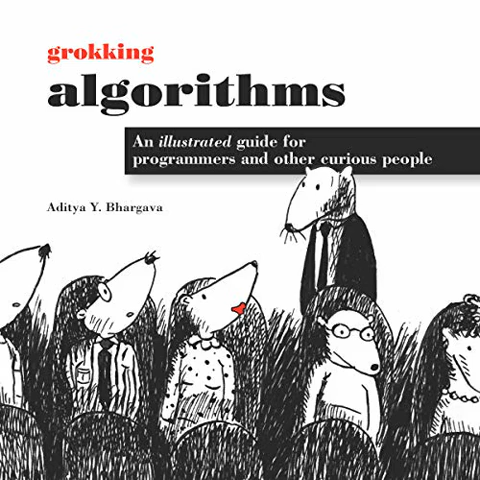 grokking
algorithms
An illustrated guide for
programmers and other curious people
Aditya Y. Bhargava